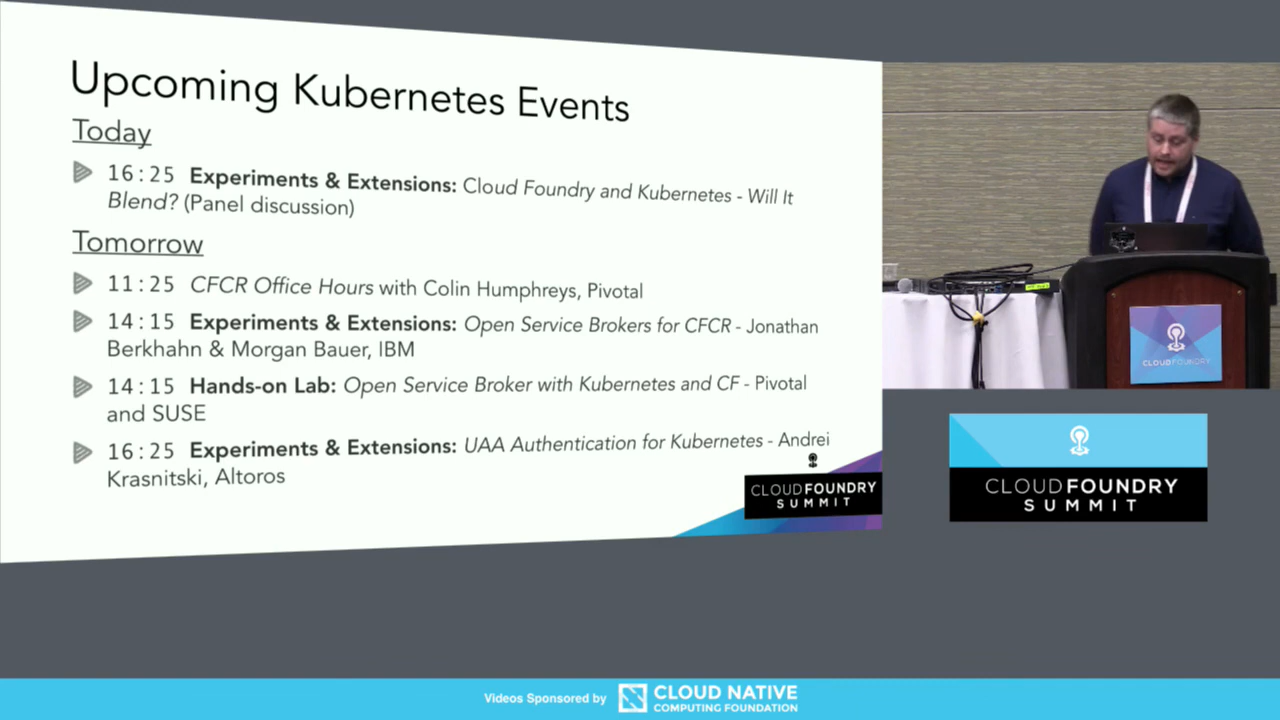 Upcoming Kubernetes Events
Today
16:25 Experiments & Extensions: Cloud Foundry and Kubernetes - Will It
Blend? (Panel discussion)
Tomorrow
11:25 CFCR Office Hours with Colin Humphreys, Pivotal
14:15 Experiments & Extensions: Open Service Brokers for CFCR - Jonathan
Berkhahn & Morgan Bauer, IBM
14:15 Hands-on Lab: Open Service Broker with Kubernetes and CF - Pivotal
and SUSE
16:25 Experiments & Extensions: UAA Authentication for Kubernetes - Andrei
Krasnitski, Altoros
CLOUDFOUNDRY
SUMMIT
CLOUDFOUNDRY
CLOUDFOUNDRY
SUMMIT
Videos Sponsored by
CLOUD NATIVE
COMPUTING FOUNDATION